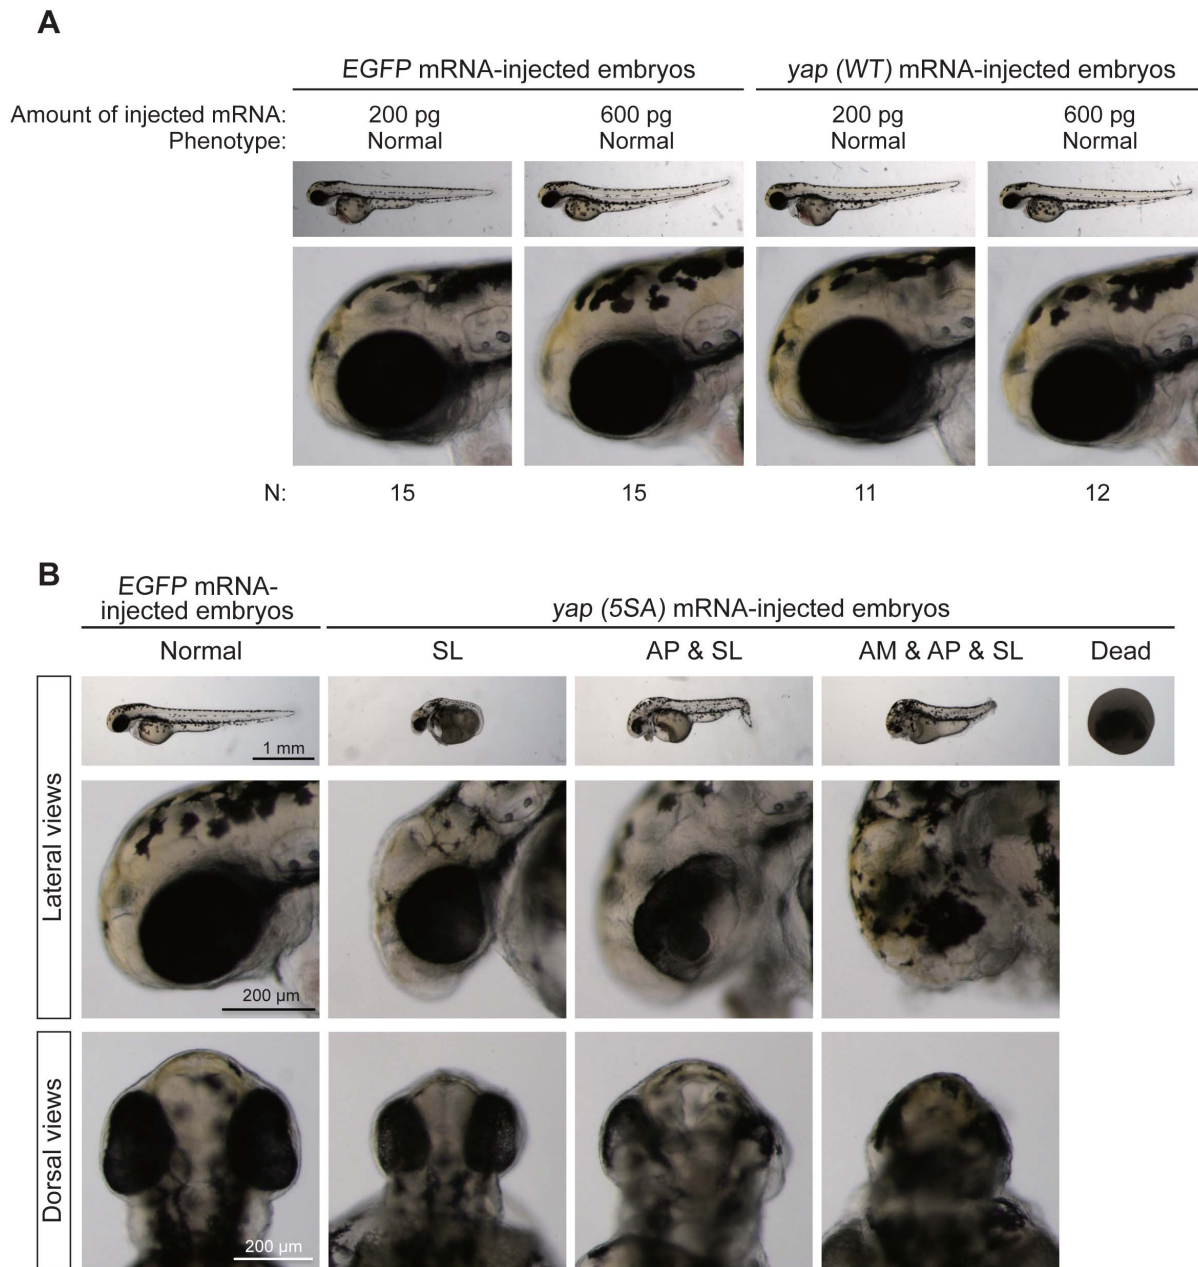 A
EGFP mRNA-injected embryos
yap (WT) mRNA-injected embryos
Amount of injected mRNA: 200 pg 600 pg 200 pg 600 pg
Phenotype: Normal Normal Normal Normal
N: 15 15 11 12
B
EGFP mRNA-
injected embryos
yap (5SA) mRNA-injected embryos
Normal SL AP & SL AM & AP & SL Dead
Lateral views
1 mm
200 µm
Dorsal views
200 µm